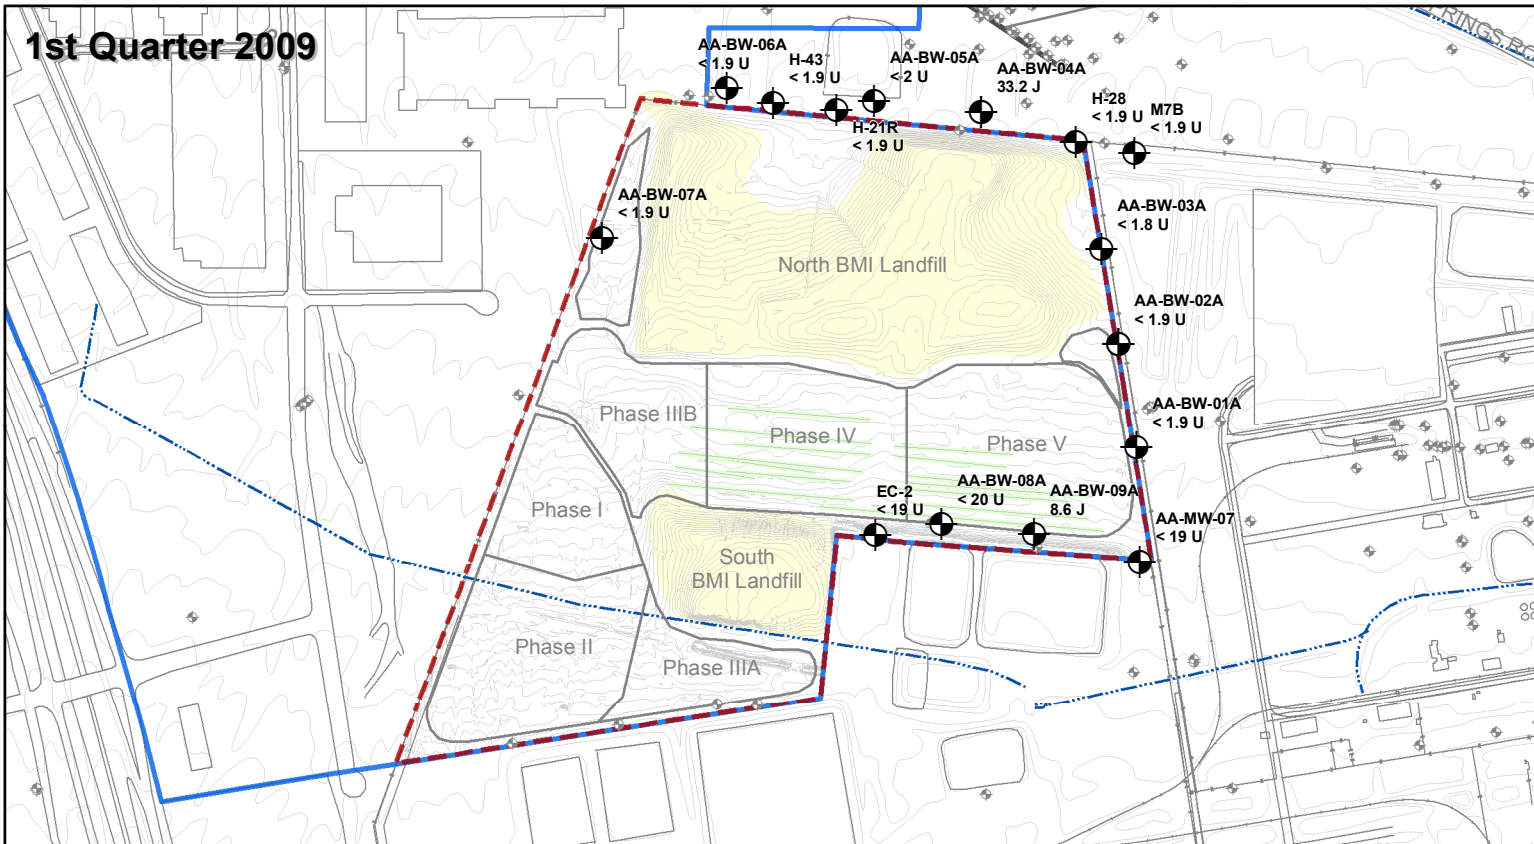 1st Quarter 2009
AA-BW-06A
< 1.9 U
H-43
< 1.9 U
AA-BW-05A
< 2 U
AA-BW-04A
33.2 J
H-28
< 1.9 U
M7B
< 1.9 U
H-21R
< 1.9 U
AA-BW-07A
< 1.9 U
AA-BW-03A
< 1.8 U
North BMI Landfill
AA-BW-02A
< 1.9 U
AA-BW-01A
< 1.9 U
Phase IIIB
Phase IV
Phase V
EC-2
< 19 U
AA-BW-08A
< 20 U
AA-BW-09A
8.6 J
AA-MW-07
< 19 U
Phase I
South
BMI Landfill
Phase II
Phase IIIA